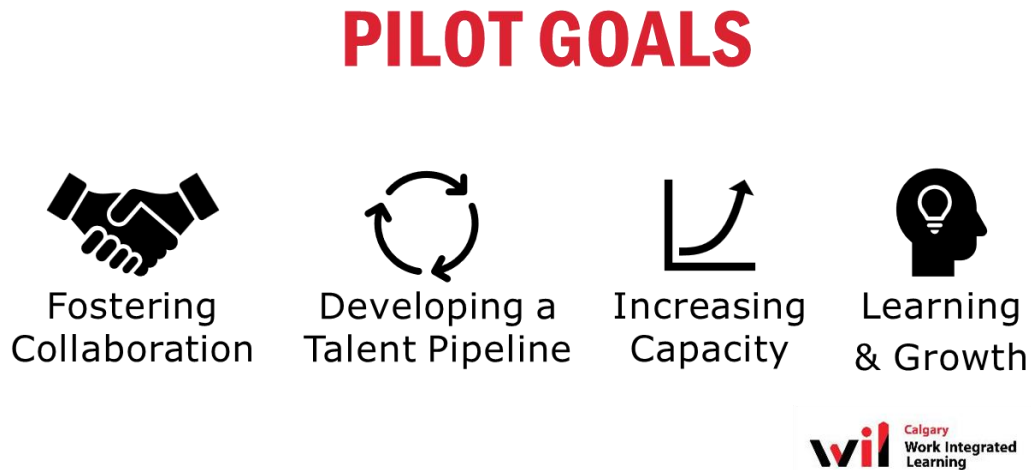 PILOT GOALS
Fostering
Collaboration
Developing a
Talent Pipeline
Increasing
Capacity
Learning
& Growth
wil
Calgary
Work Integrated
Learning